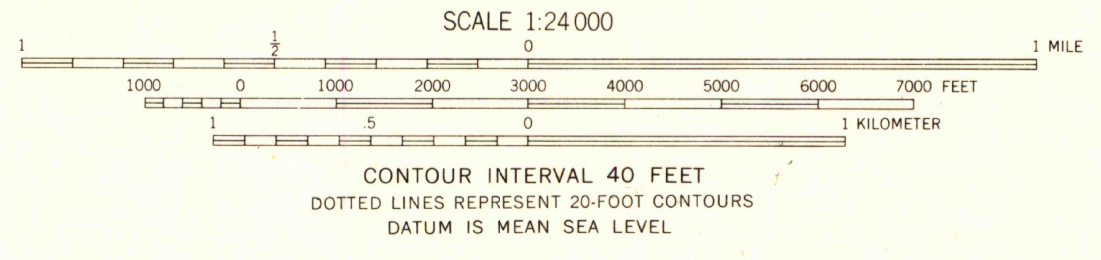 SCALE 1:24 000
1 ½ 0 1 MILE
1000 0 1000 2000 3000 4000 5000 6000 7000 FEET
1 .5 0 1 KILOMETER
CONTOUR INTERVAL 40 FEET
DOTTED LINES REPRESENT 20-FOOT CONTOURS
DATUM IS MEAN SEA LEVEL